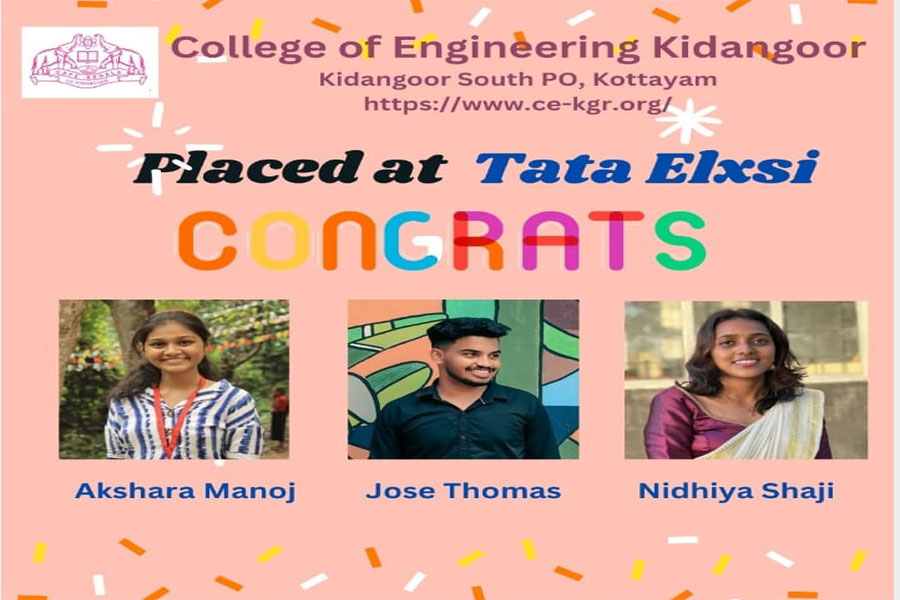 College of Engineering Kidangoor
Kidangoor South PO, Kottayam
https://www.ce-kgr.org/
Placed at Tata Elxsi
CONGRATS
Akshara Manoj
Jose Thomas
Nidhiya Shaji